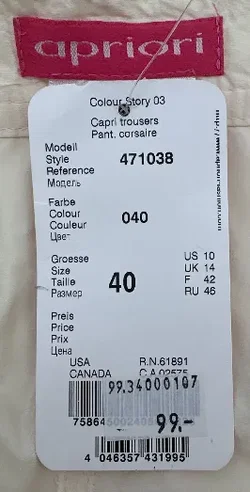 apriori
Colour Story 03
Capri trousers
Pant. corsaire
Modell
Style 471038
Reference
Модель
Farbe
Colour 040
Couleur
Цвет
Groesse US 10
Size UK 14
Taille 40 F 42
Размер RU 46
Preis
Price
Prix
Цена
USA R.N.61891
CANADA C.A.02575
99.34000107
99.-
4 046357 431995